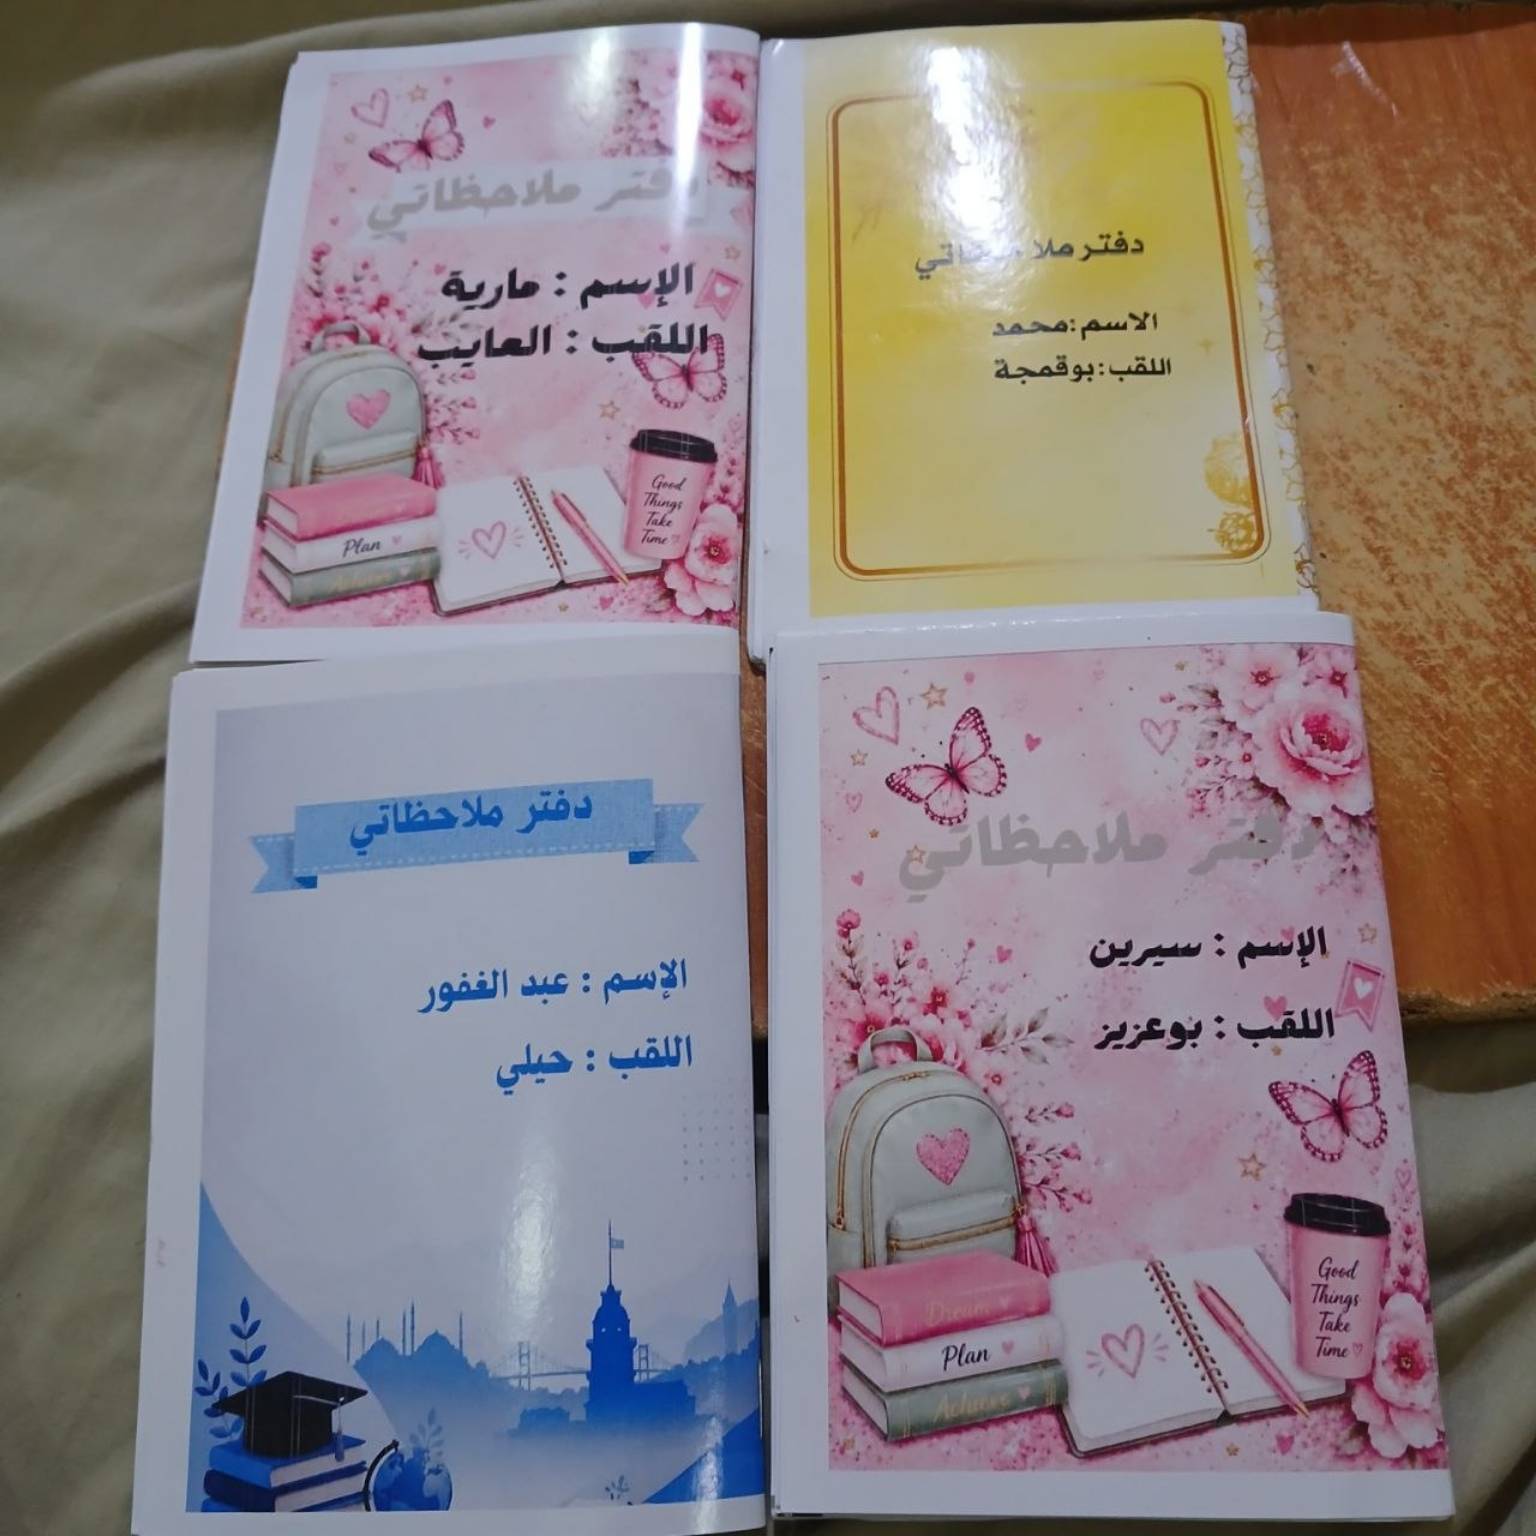 دفتر ملاحظاتي
الإسم : مارية
اللقب : العايب
Good
Things
Take
Time
Plan
Achieve
دفتر ملاحظاتي
الاسم:محمد
اللقب:بوقمجة
دفتر ملاحظاتي
الإسم : عبد الغفور
اللقب : حيلي
دفتر ملاحظاتي
الإسم : سيرين
اللقب : بوعزيز
Good
Things
Take
Time
Dream
Plan
Achieve